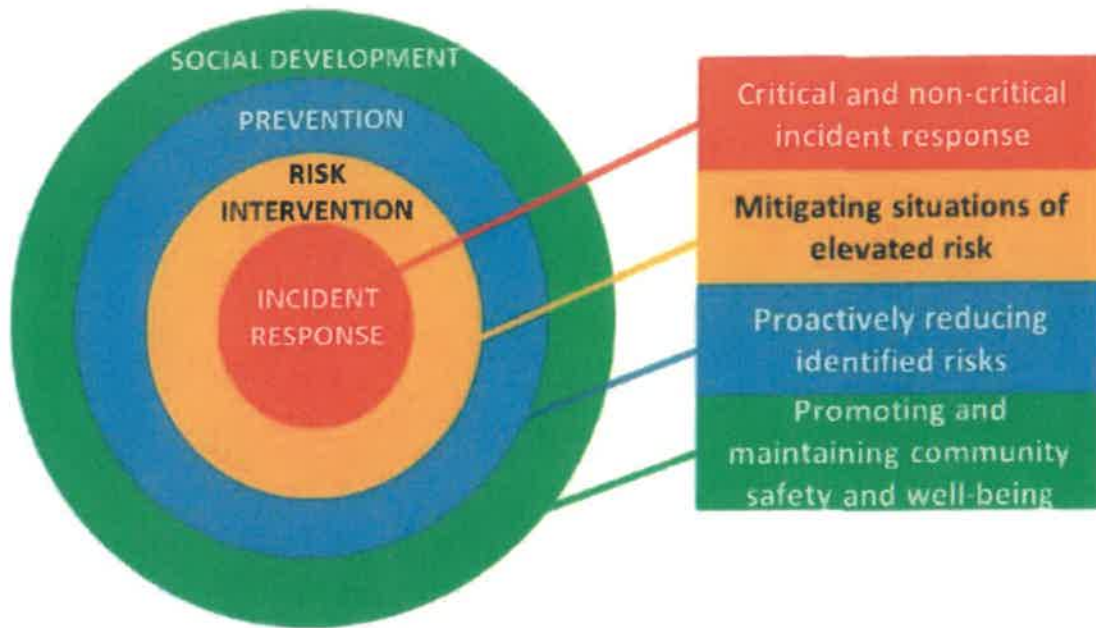 SOCIAL DEVELOPMENT
PREVENTION
RISK
INTERVENTION
INCIDENT
RESPONSE
Critical and non-critical
incident response
Mitigating situations of
elevated risk
Proactively reducing
identified risks
Promoting and
maintaining community
safety and well-being